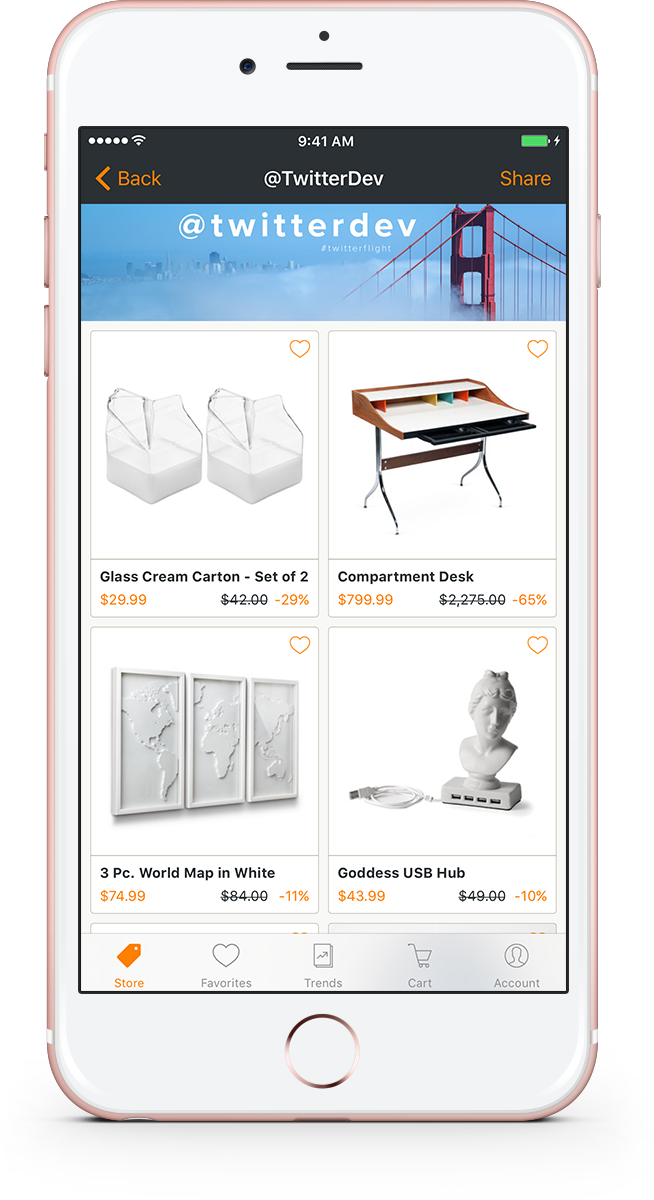 9:41 AM
Back
@TwitterDev
Share
@twitterdev
#twitterflight
Glass Cream Carton - Set of 2
$29.99 $42.00 -29%
Compartment Desk
$799.99 $2,275.00 -65%
3 Pc. World Map in White
$74.99 $84.00 -11%
Goddess USB Hub
$43.99 $49.00 -10%
Store
Favorites
Trends
Cart
Account